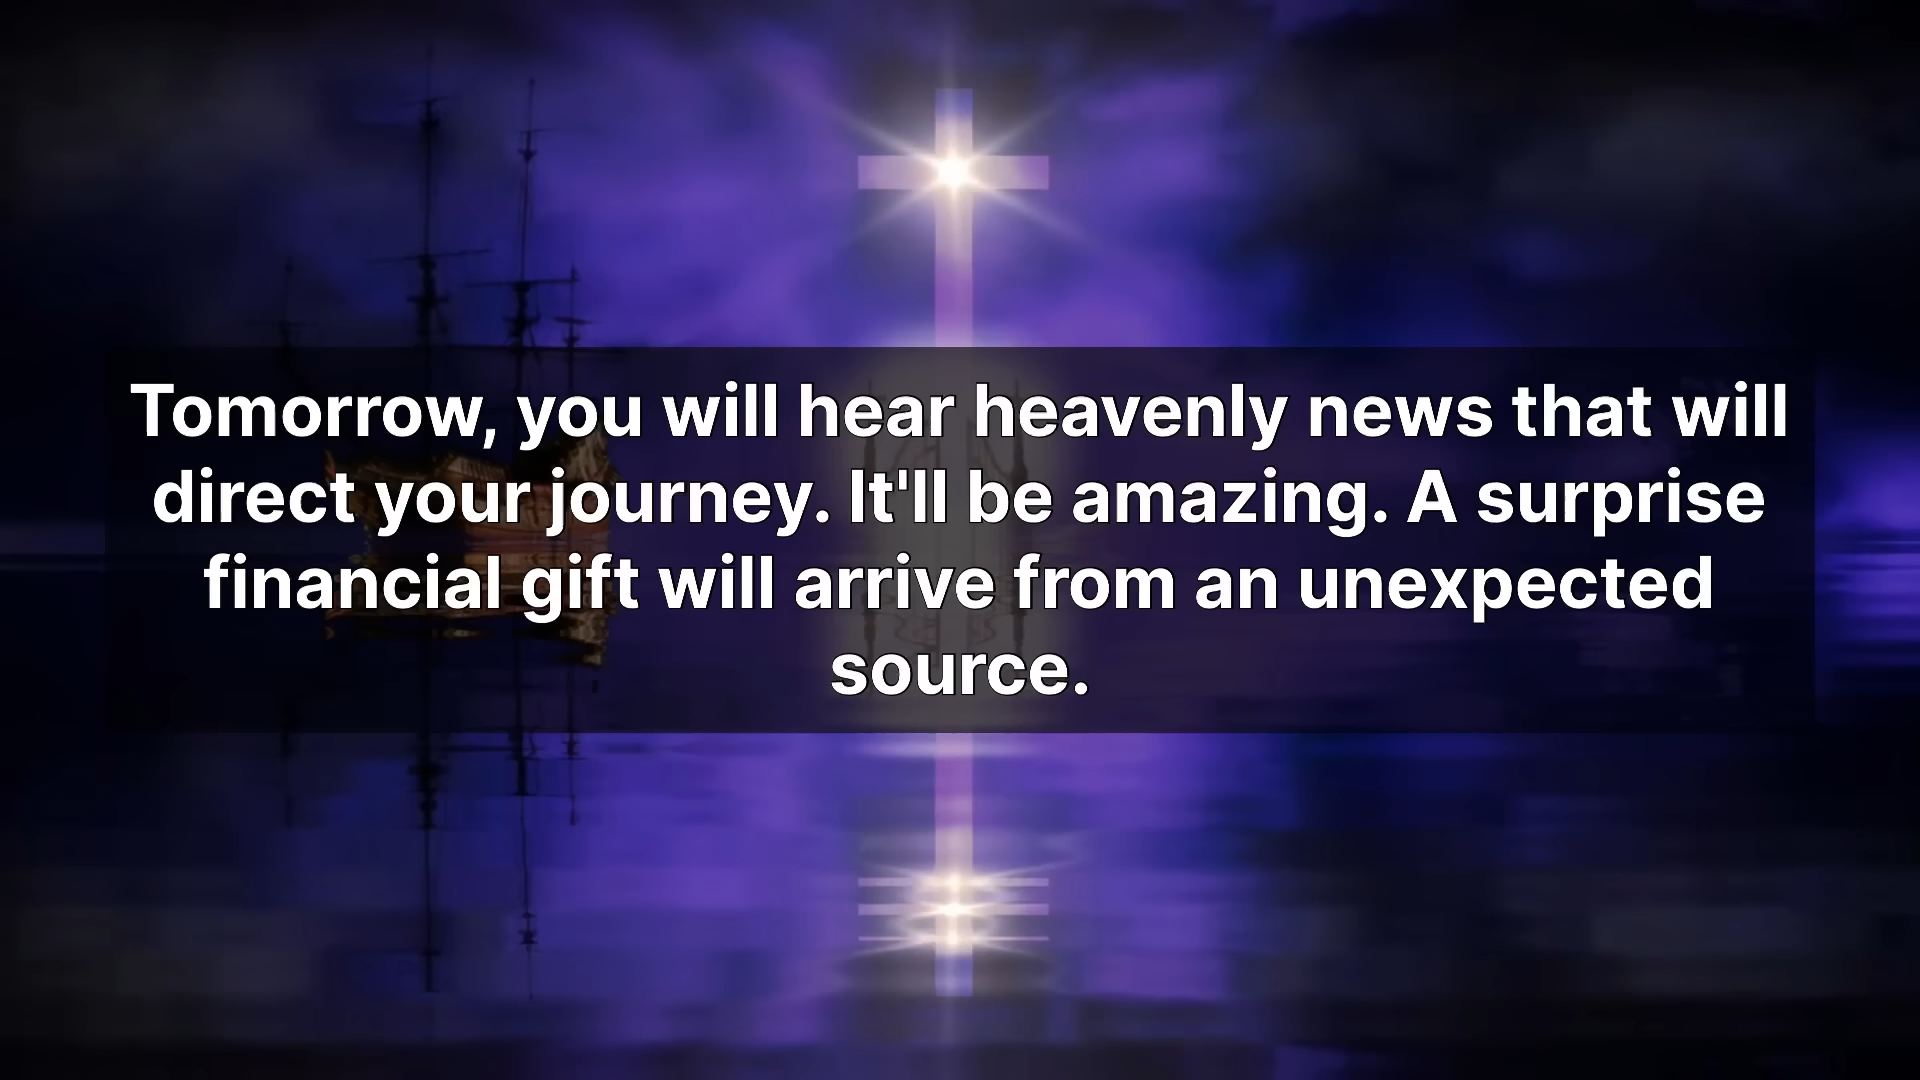 Tomorrow, you will hear heavenly news that will
direct your journey. It'll be amazing. A surprise
financial gift will arrive from an unexpected
source.